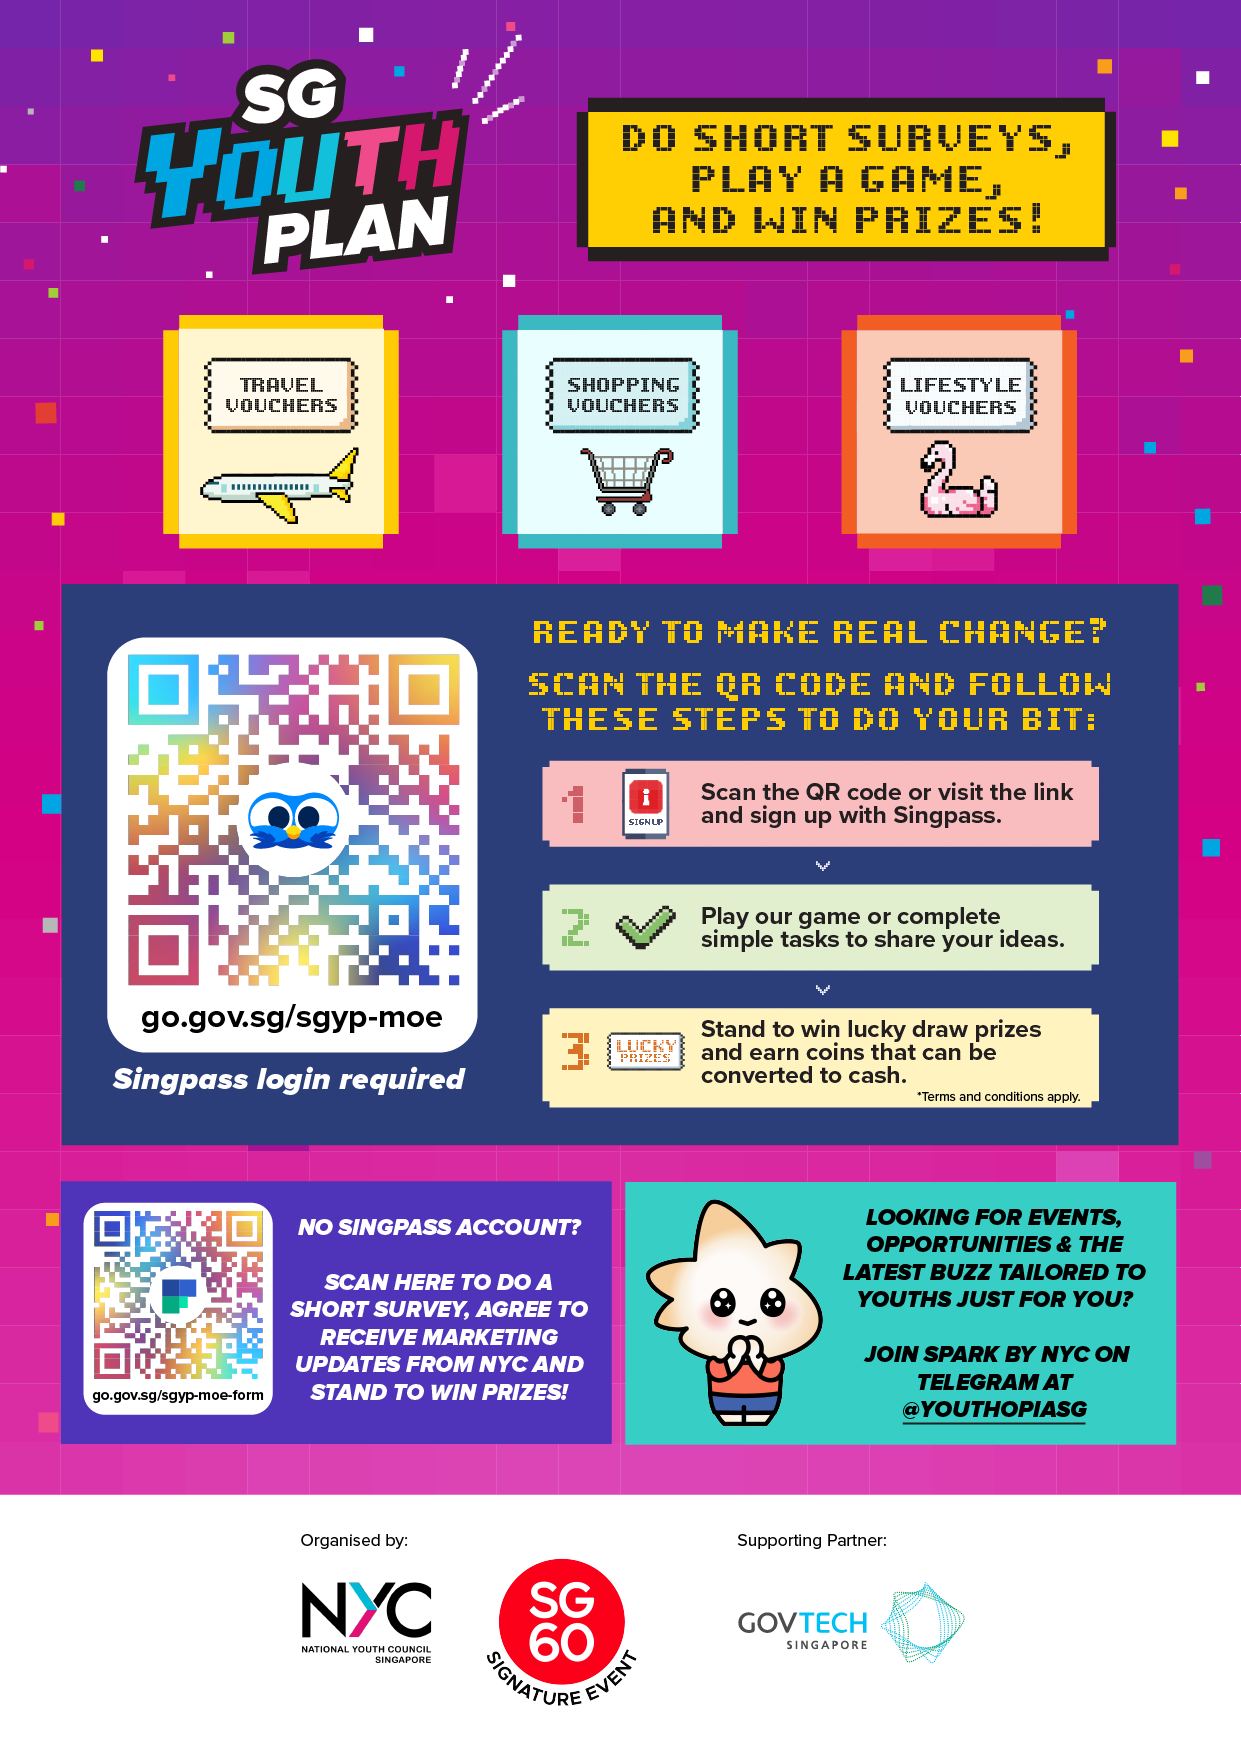 SG
YOUTH
PLAN
DO SHORT SURVEYS,
PLAY A GAME,
AND WIN PRIZES!
TRAVEL
VOUCHERS
SHOPPING
VOUCHERS
LIFESTYLE
VOUCHERS
go.gov.sg/sgyp-moe
Singpass login required
READY TO MAKE REAL CHANGE?
SCAN THE QR CODE AND FOLLOW
THESE STEPS TO DO YOUR BIT:
1
SIGN UP
Scan the QR code or visit the link
and sign up with Singpass.
2
Play our game or complete
simple tasks to share your ideas.
3
LUCKY
PRIZES
Stand to win lucky draw prizes
and earn coins that can be
converted to cash.
*Terms and conditions apply.
go.gov.sg/sgyp-moe-form
NO SINGPASS ACCOUNT?
SCAN HERE TO DO A
SHORT SURVEY, AGREE TO
RECEIVE MARKETING
UPDATES FROM NYC AND
STAND TO WIN PRIZES!
LOOKING FOR EVENTS,
OPPORTUNITIES & THE
LATEST BUZZ TAILORED TO
YOUTHS JUST FOR YOU?
JOIN SPARK BY NYC ON
TELEGRAM AT
@YOUTHOPIASG
Organised by:
NYC
NATIONAL YOUTH COUNCIL
SINGAPORE
SG
60
SIGNATURE EVENT
Supporting Partner:
GOVTECH
SINGAPORE